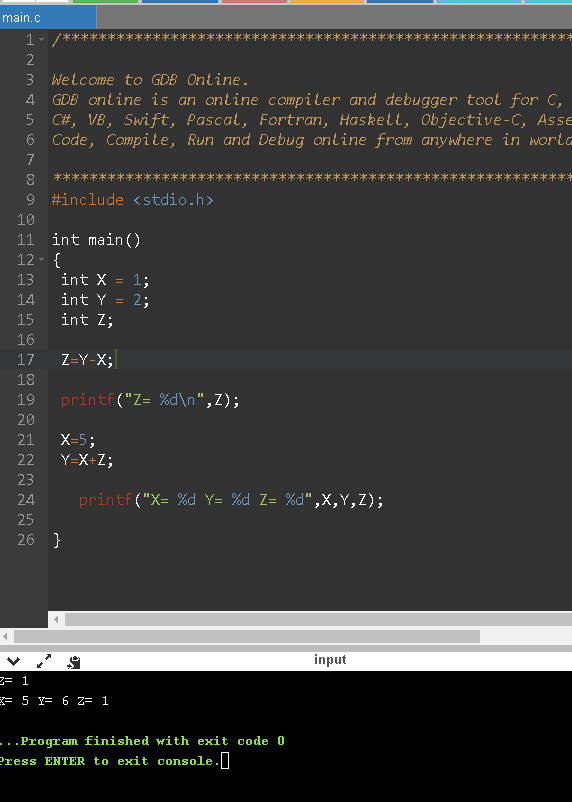 main.c
1 /**********************************************************
2
3 Welcome to GDB Online.
4 GDB online is an online compiler and debugger tool for C,
5 C#, VB, Swift, Pascal, Fortran, Haskell, Objective-C, Asse
6 Code, Compile, Run and Debug online from anywhere in world
7
8 **********************************************************
9 #include <stdio.h>
10
11 int main()
12 {
13 int X = 1;
14 int Y = 2;
15 int Z;
16
17 Z=Y-X;
18
19 printf("Z= %d\n",Z);
20
21 X=5;
22 Y=X+Z;
23
24 printf("X= %d Y= %d Z= %d",X,Y,Z);
25
26 }
input
Z= 1
X= 5 Y= 6 Z= 1
...Program finished with exit code 0
Press ENTER to exit console.